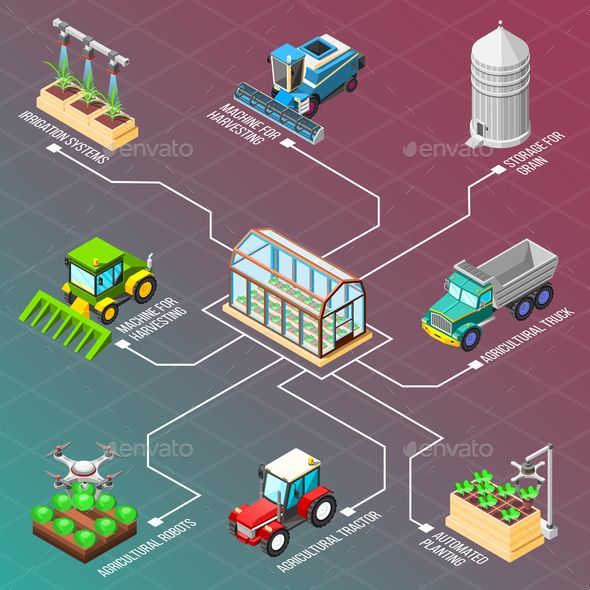 IRRIGATION SYSTEMS
MACHINE FOR
HARVESTING
STORAGE FOR
GRAIN
envato
envato
MACHINE FOR
HARVESTING
AGRICULTURAL TRUCK
envato
envato
AGRICULTURAL ROBOTS
AGRICULTURAL TRACTOR
AUTOMATED
PLANTING